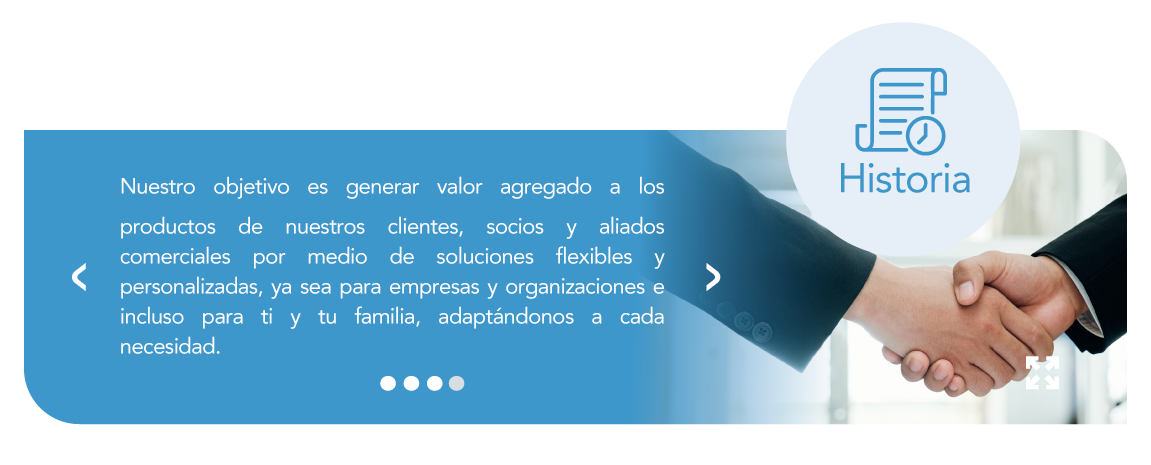 Historia
Nuestro objetivo es generar valor agregado a los
productos de nuestros clientes, socios y aliados
comerciales por medio de soluciones flexibles y
personalizadas, ya sea para empresas y organizaciones e
incluso para ti y tu familia, adaptándonos a cada
necesidad.